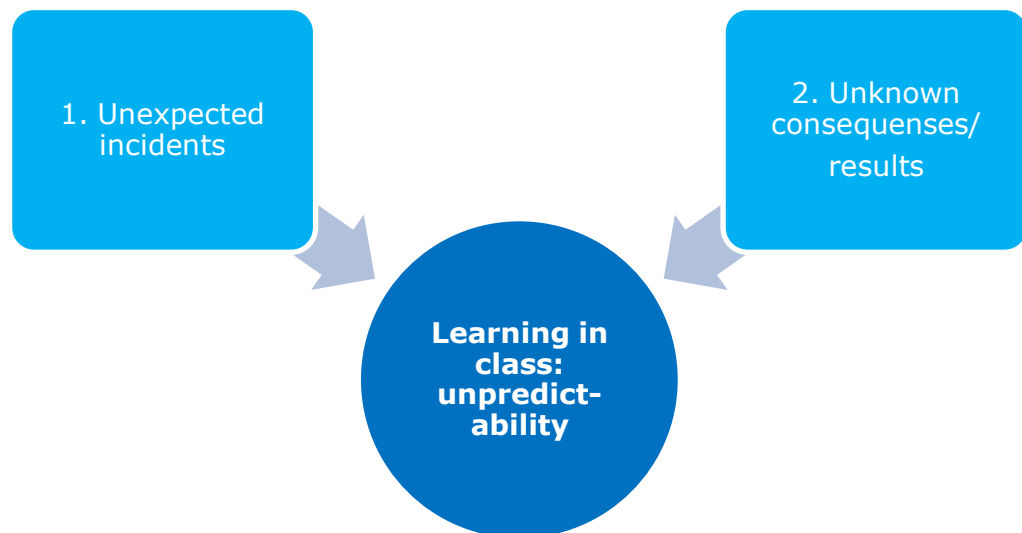 1. Unexpected
incidents
2. Unknown
consequenses/
results
Learning in
class:
unpredict-
ability